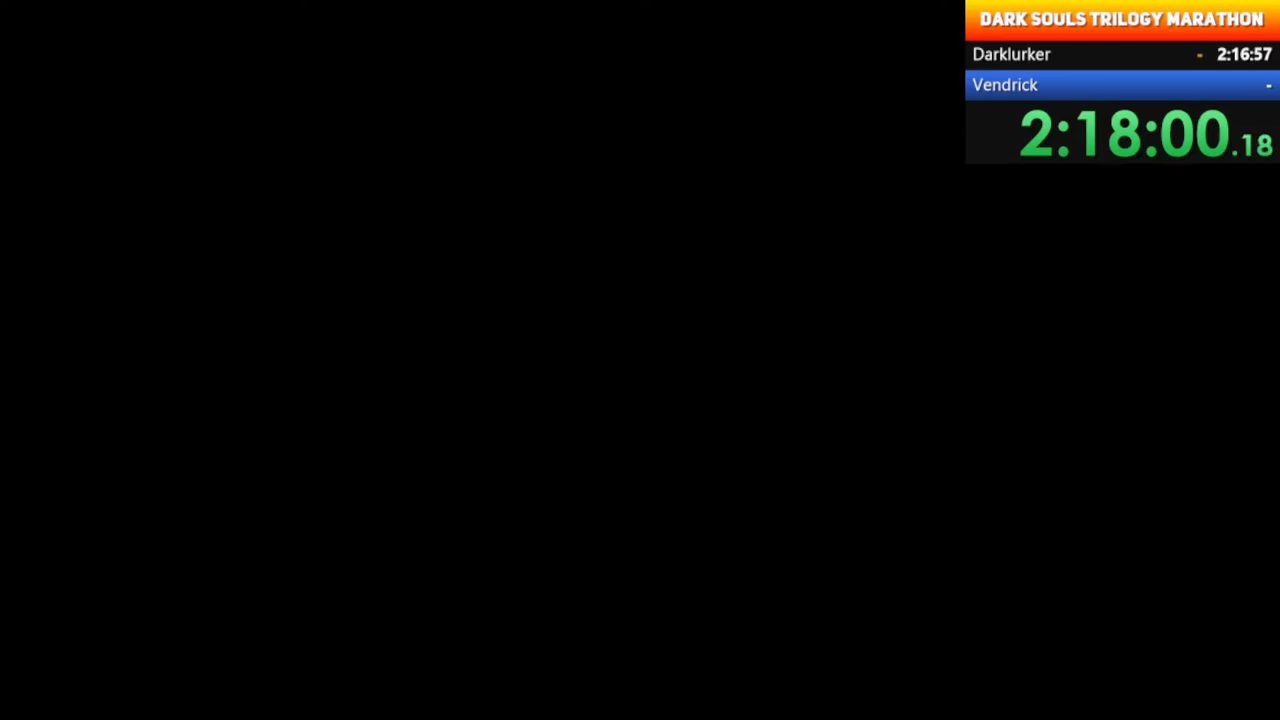 DARK SOULS TRILOGY MARATHON
Darklurker - 2:16:57
Vendrick -
2:18:00.18